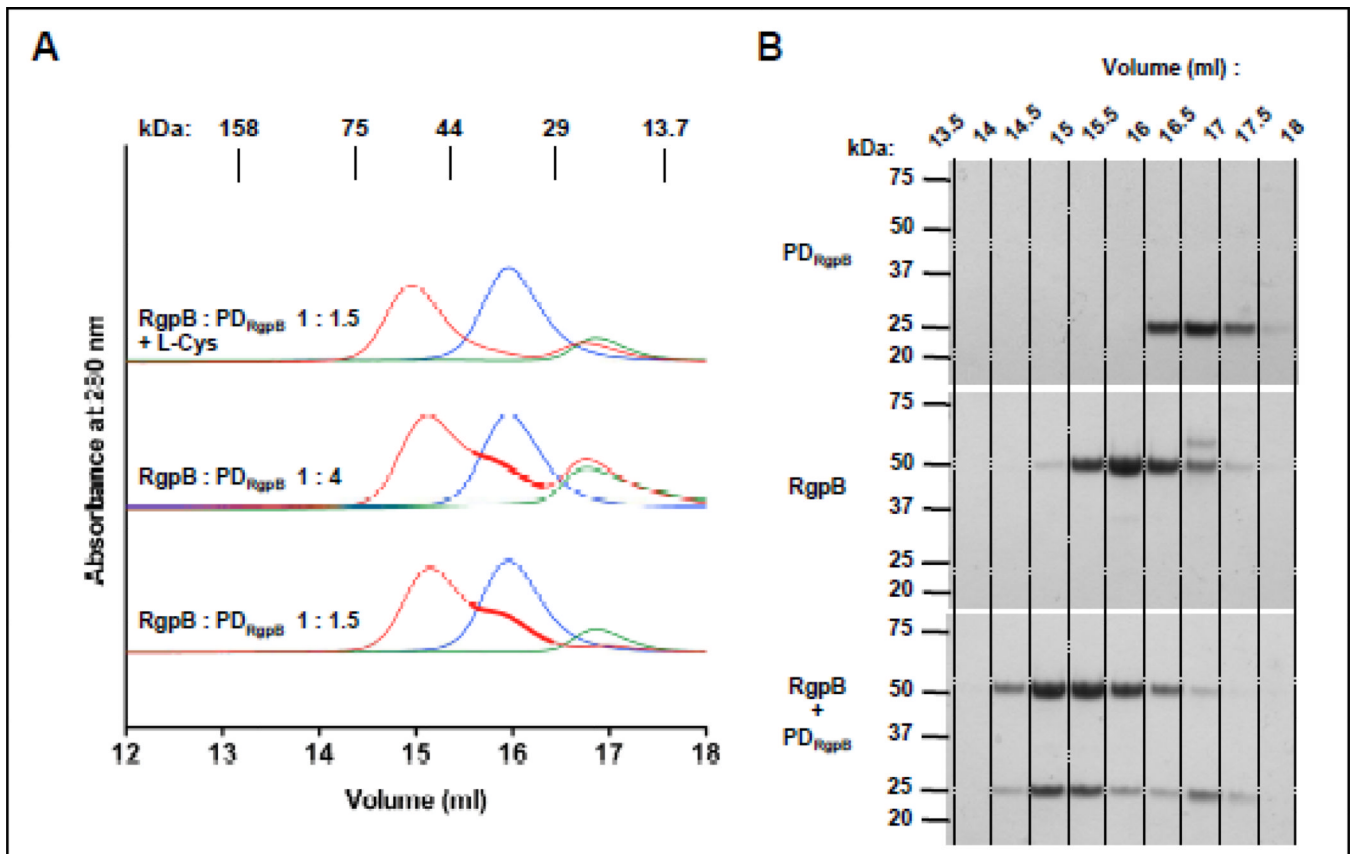 A
kDa: 158 75 44 29 13.7
RgpB : PDRgpB 1 : 1.5
+ L-Cys
RgpB : PDRgpB 1 : 4
RgpB : PDRgpB 1 : 1.5
Absorbance at 280 nm
12 13 14 15 16 17 18
Volume (ml)
B
Volume (ml) :
13.5 14 14.5 15 15.5 16 16.5 17 17.5 18
kDa:
75
50
PDRgpB
37
25
20
75
50
RgpB
37
25
20
75
RgpB
50
+
PDRgpB
37
25
20